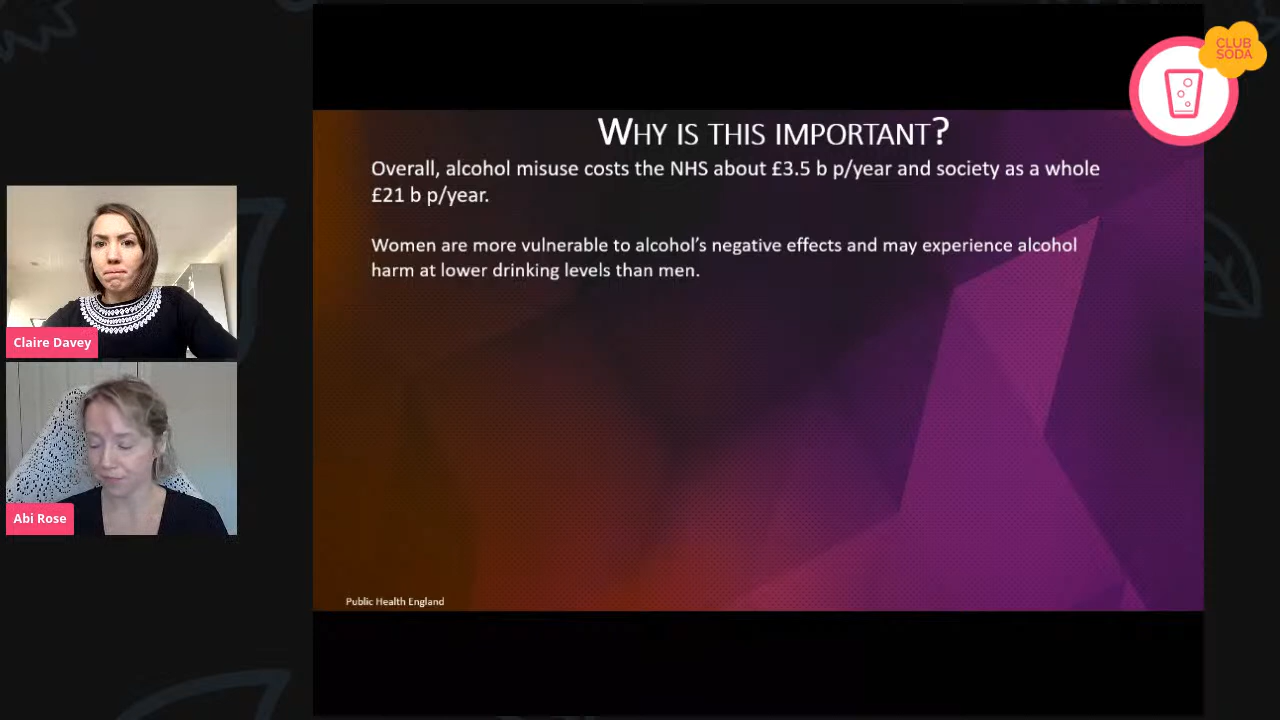 CLUB
SODA
WHY IS THIS IMPORTANT?
Overall, alcohol misuse costs the NHS about £3.5 b p/year and society as a whole
£21 b p/year.
Women are more vulnerable to alcohol’s negative effects and may experience alcohol
harm at lower drinking levels than men.
Claire Davey
Abi Rose
Public Health England